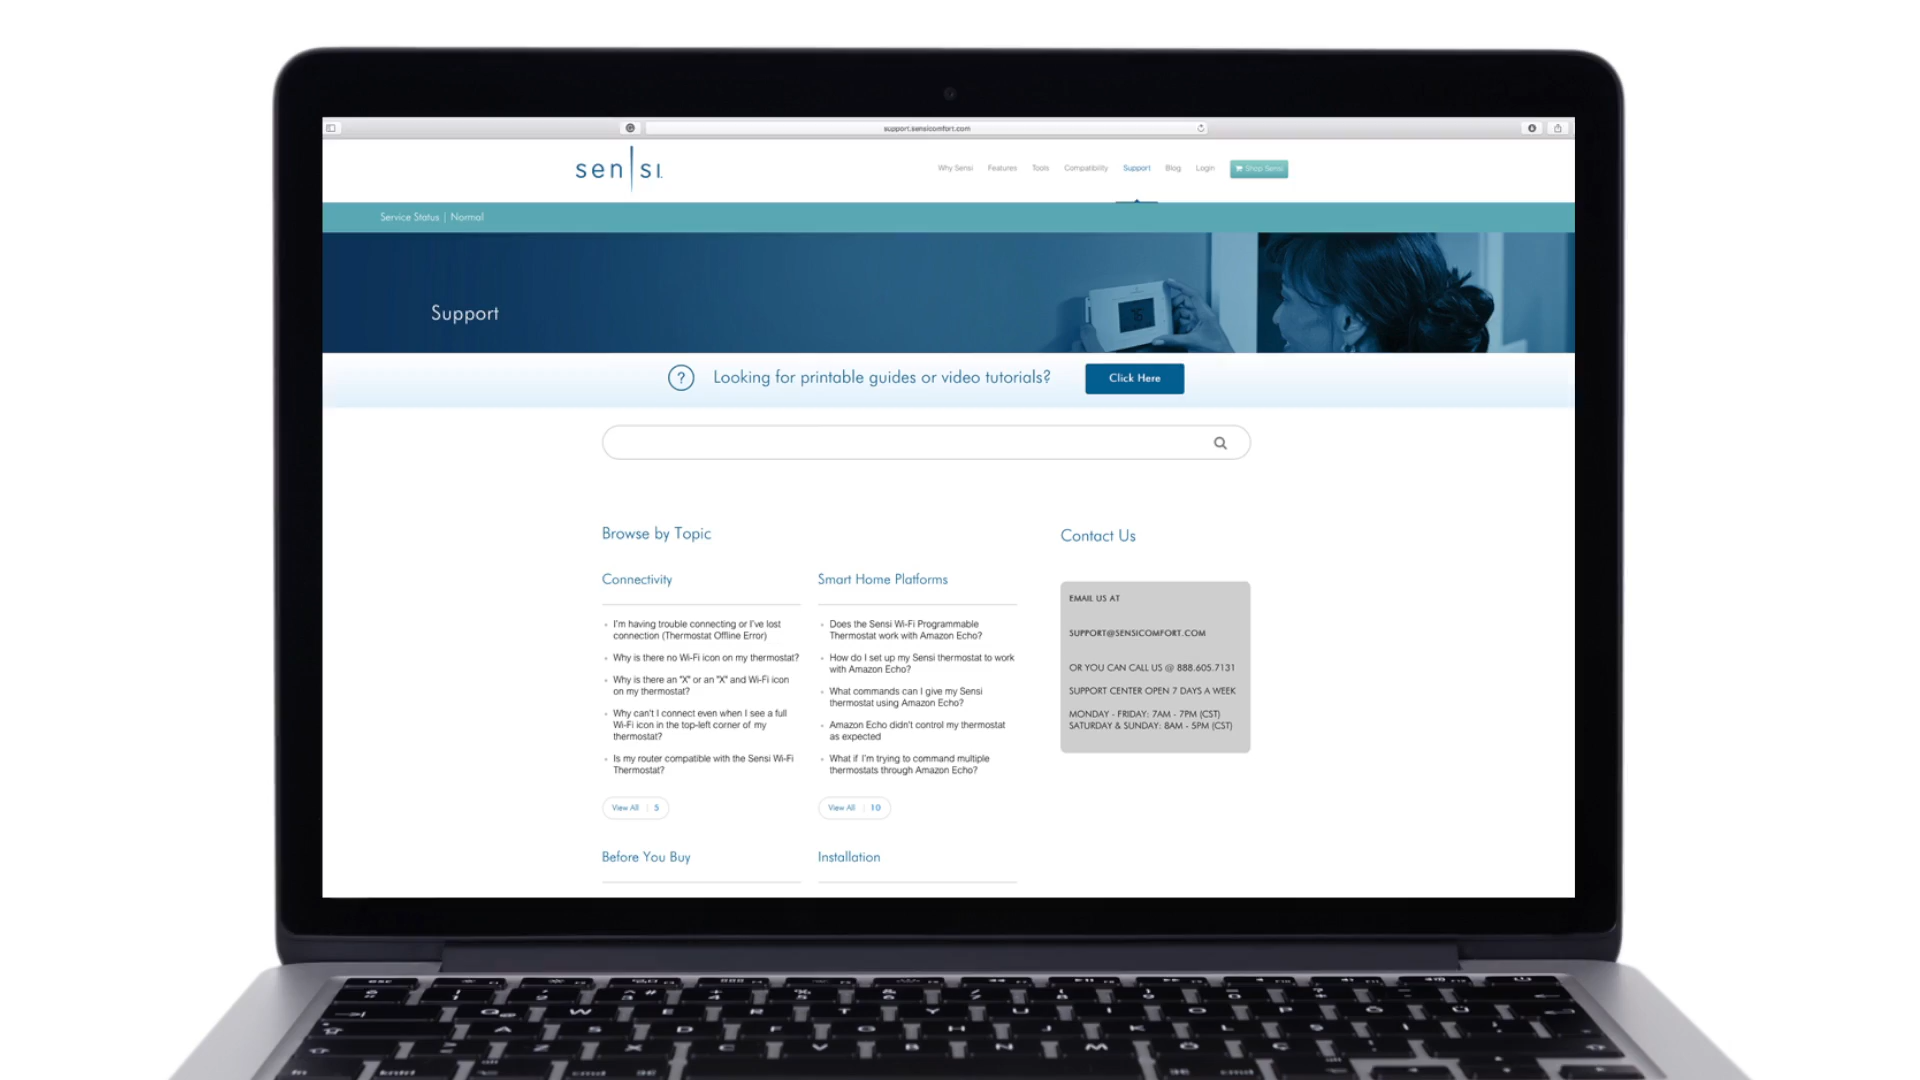 support.sensicomfort.com
sensi
Why Sensi Features Tools Compatibility Support Blog Login Shop Sensi
Service Status | Normal
Support
? Looking for printable guides or video tutorials? Click Here
Browse by Topic
Connectivity
I'm having trouble connecting or I've lost
connection (Thermostat Offline Error)
Why is there no Wi-Fi icon on my thermostat?
Why is there an "X" or an "X" and Wi-Fi icon
on my thermostat?
Why can't I connect even when I see a full
Wi-Fi icon in the top-left corner of my
thermostat?
Is my router compatible with the Sensi Wi-Fi
Thermostat?
View All | 5
Smart Home Platforms
Does the Sensi Wi-Fi Programmable
Thermostat work with Amazon Echo?
How do I set up my Sensi thermostat to work
with Amazon Echo?
What commands can I give my Sensi
thermostat using Amazon Echo?
Amazon Echo didn't control my thermostat
as expected
What if I'm trying to command multiple
thermostats through Amazon Echo?
View All | 10
Contact Us
EMAIL US AT
SUPPORT@SENSICOMFORT.COM
OR YOU CAN CALL US @ 888.605.7131
SUPPORT CENTER OPEN 7 DAYS A WEEK
MONDAY - FRIDAY: 7AM - 7PM (CST)
SATURDAY & SUNDAY: 8AM - 5PM (CST)
Before You Buy
Installation
Q W E R T Y U I O P
A S D F G H J K L
Z X C V B N M